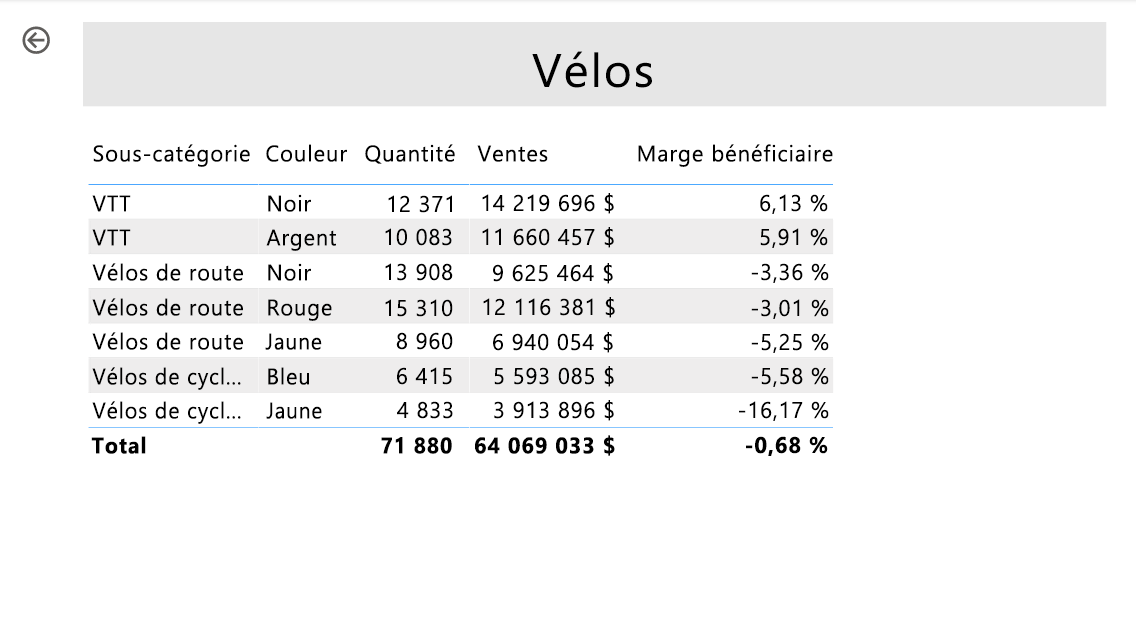 Vélos
Sous-catégorie Couleur Quantité Ventes Marge bénéficiaire
VTT Noir 12 371 14 219 696 $ 6,13 %
VTT Argent 10 083 11 660 457 $ 5,91 %
Vélos de route Noir 13 908 9 625 464 $ -3,36 %
Vélos de route Rouge 15 310 12 116 381 $ -3,01 %
Vélos de route Jaune 8 960 6 940 054 $ -5,25 %
Vélos de cycl... Bleu 6 415 5 593 085 $ -5,58 %
Vélos de cycl... Jaune 4 833 3 913 896 $ -16,17 %
Total 71 880 64 069 033 $ -0,68 %